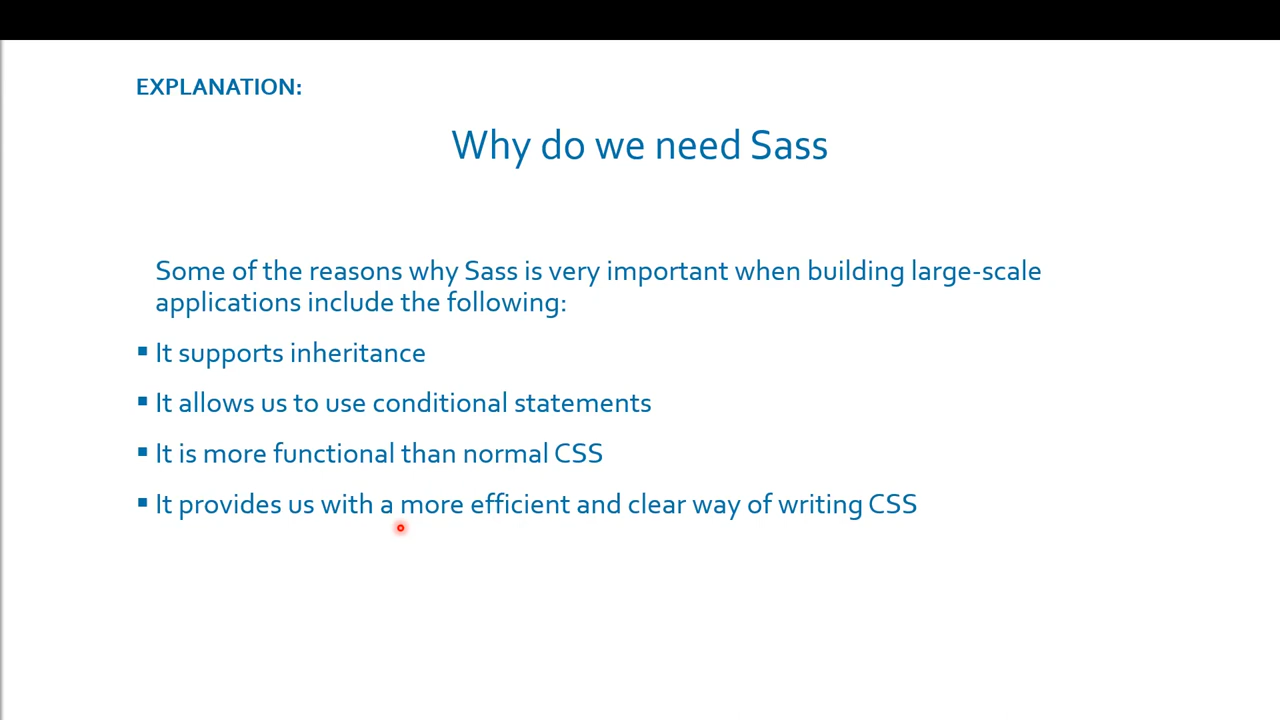 EXPLANATION:
Why do we need Sass
Some of the reasons why Sass is very important when building large-scale
applications include the following:
▪ It supports inheritance
▪ It allows us to use conditional statements
▪ It is more functional than normal CSS
▪ It provides us with a more efficient and clear way of writing CSS